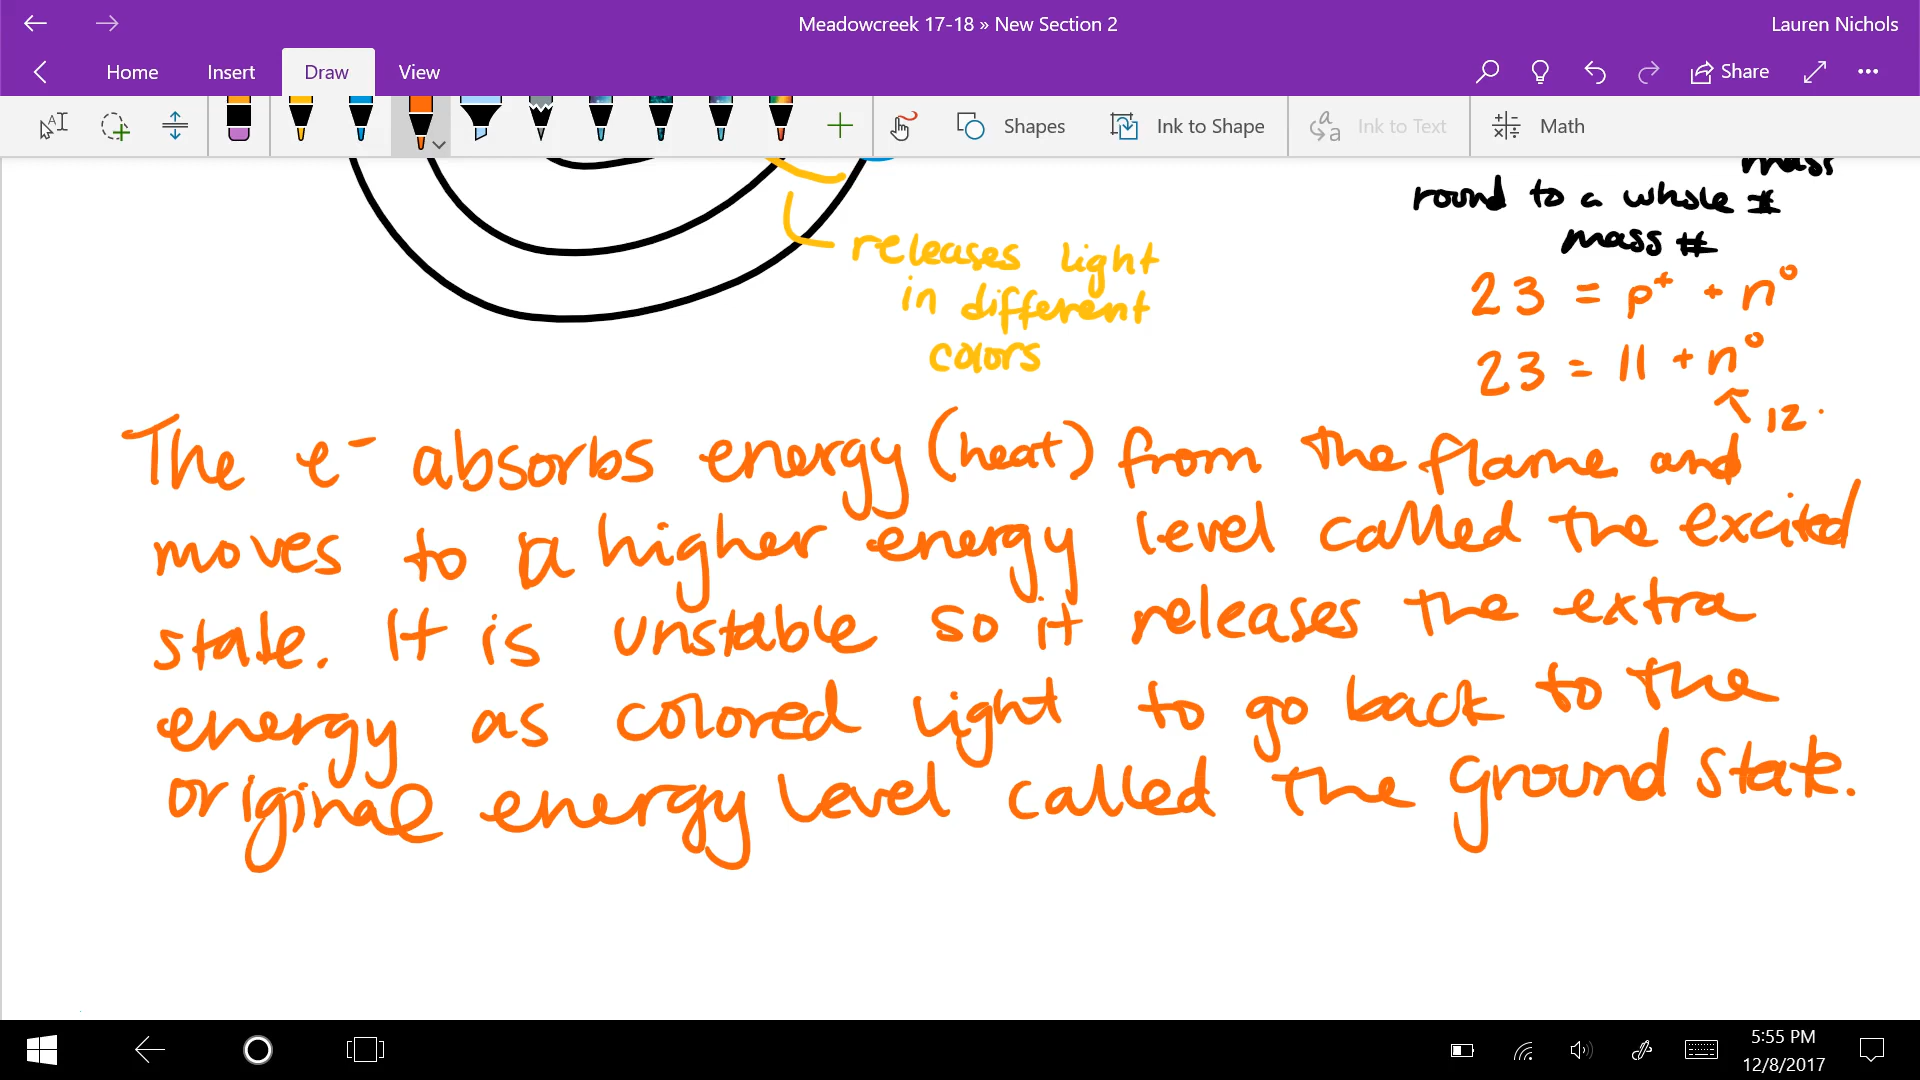 Meadowcreek 17-18 » New Section 2
Lauren Nichols
Home Insert Draw View
Share
Shapes Ink to Shape Ink to Text Math
mass
round to a whole #
mass #
releases light
in different
colors
23 = p⁺ + n⁰
23 = 11 + n⁰
12
The e⁻ absorbs energy (heat) from the flame and
moves to a higher energy level called the excited
state. It is unstable so it releases the extra
energy as colored light to go back to the
original energy level called the ground state.
5:55 PM
12/8/2017